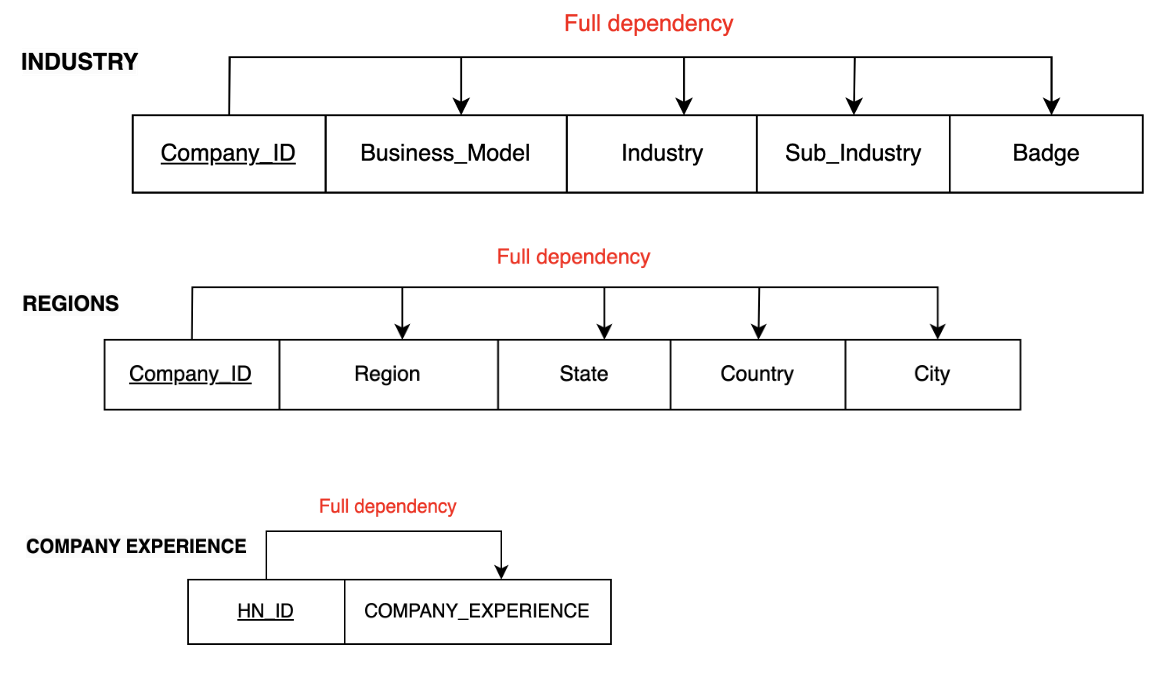 Full dependency
INDUSTRY
Company_ID Business_Model Industry Sub_Industry Badge
Full dependency
REGIONS
Company_ID Region State Country City
Full dependency
COMPANY EXPERIENCE
HN_ID COMPANY_EXPERIENCE